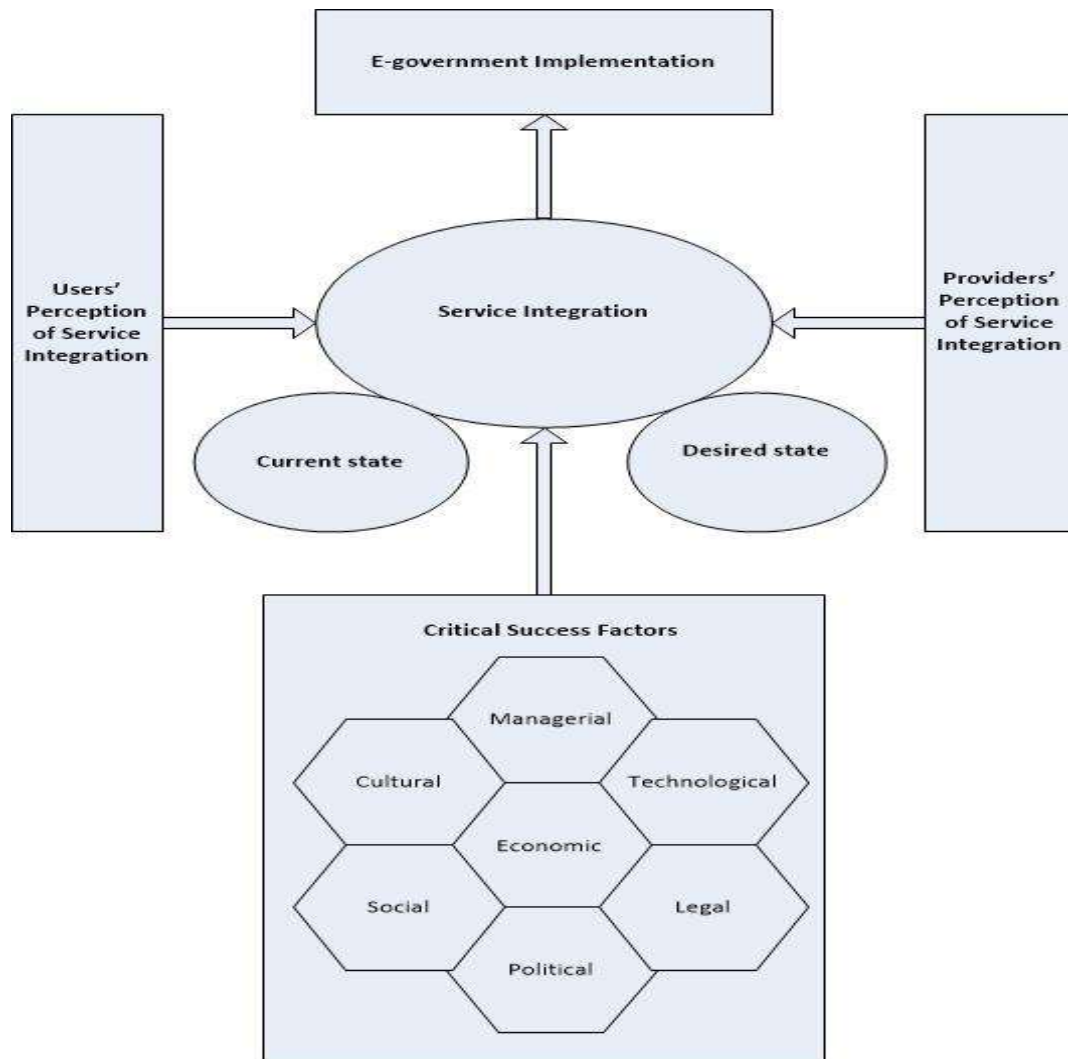 E-government Implementation
Users'
Perception
of Service
Integration
Service Integration
Providers'
Perception
of Service
Integration
Current state
Desired state
Critical Success Factors
Managerial
Cultural
Technological
Economic
Social
Legal
Political